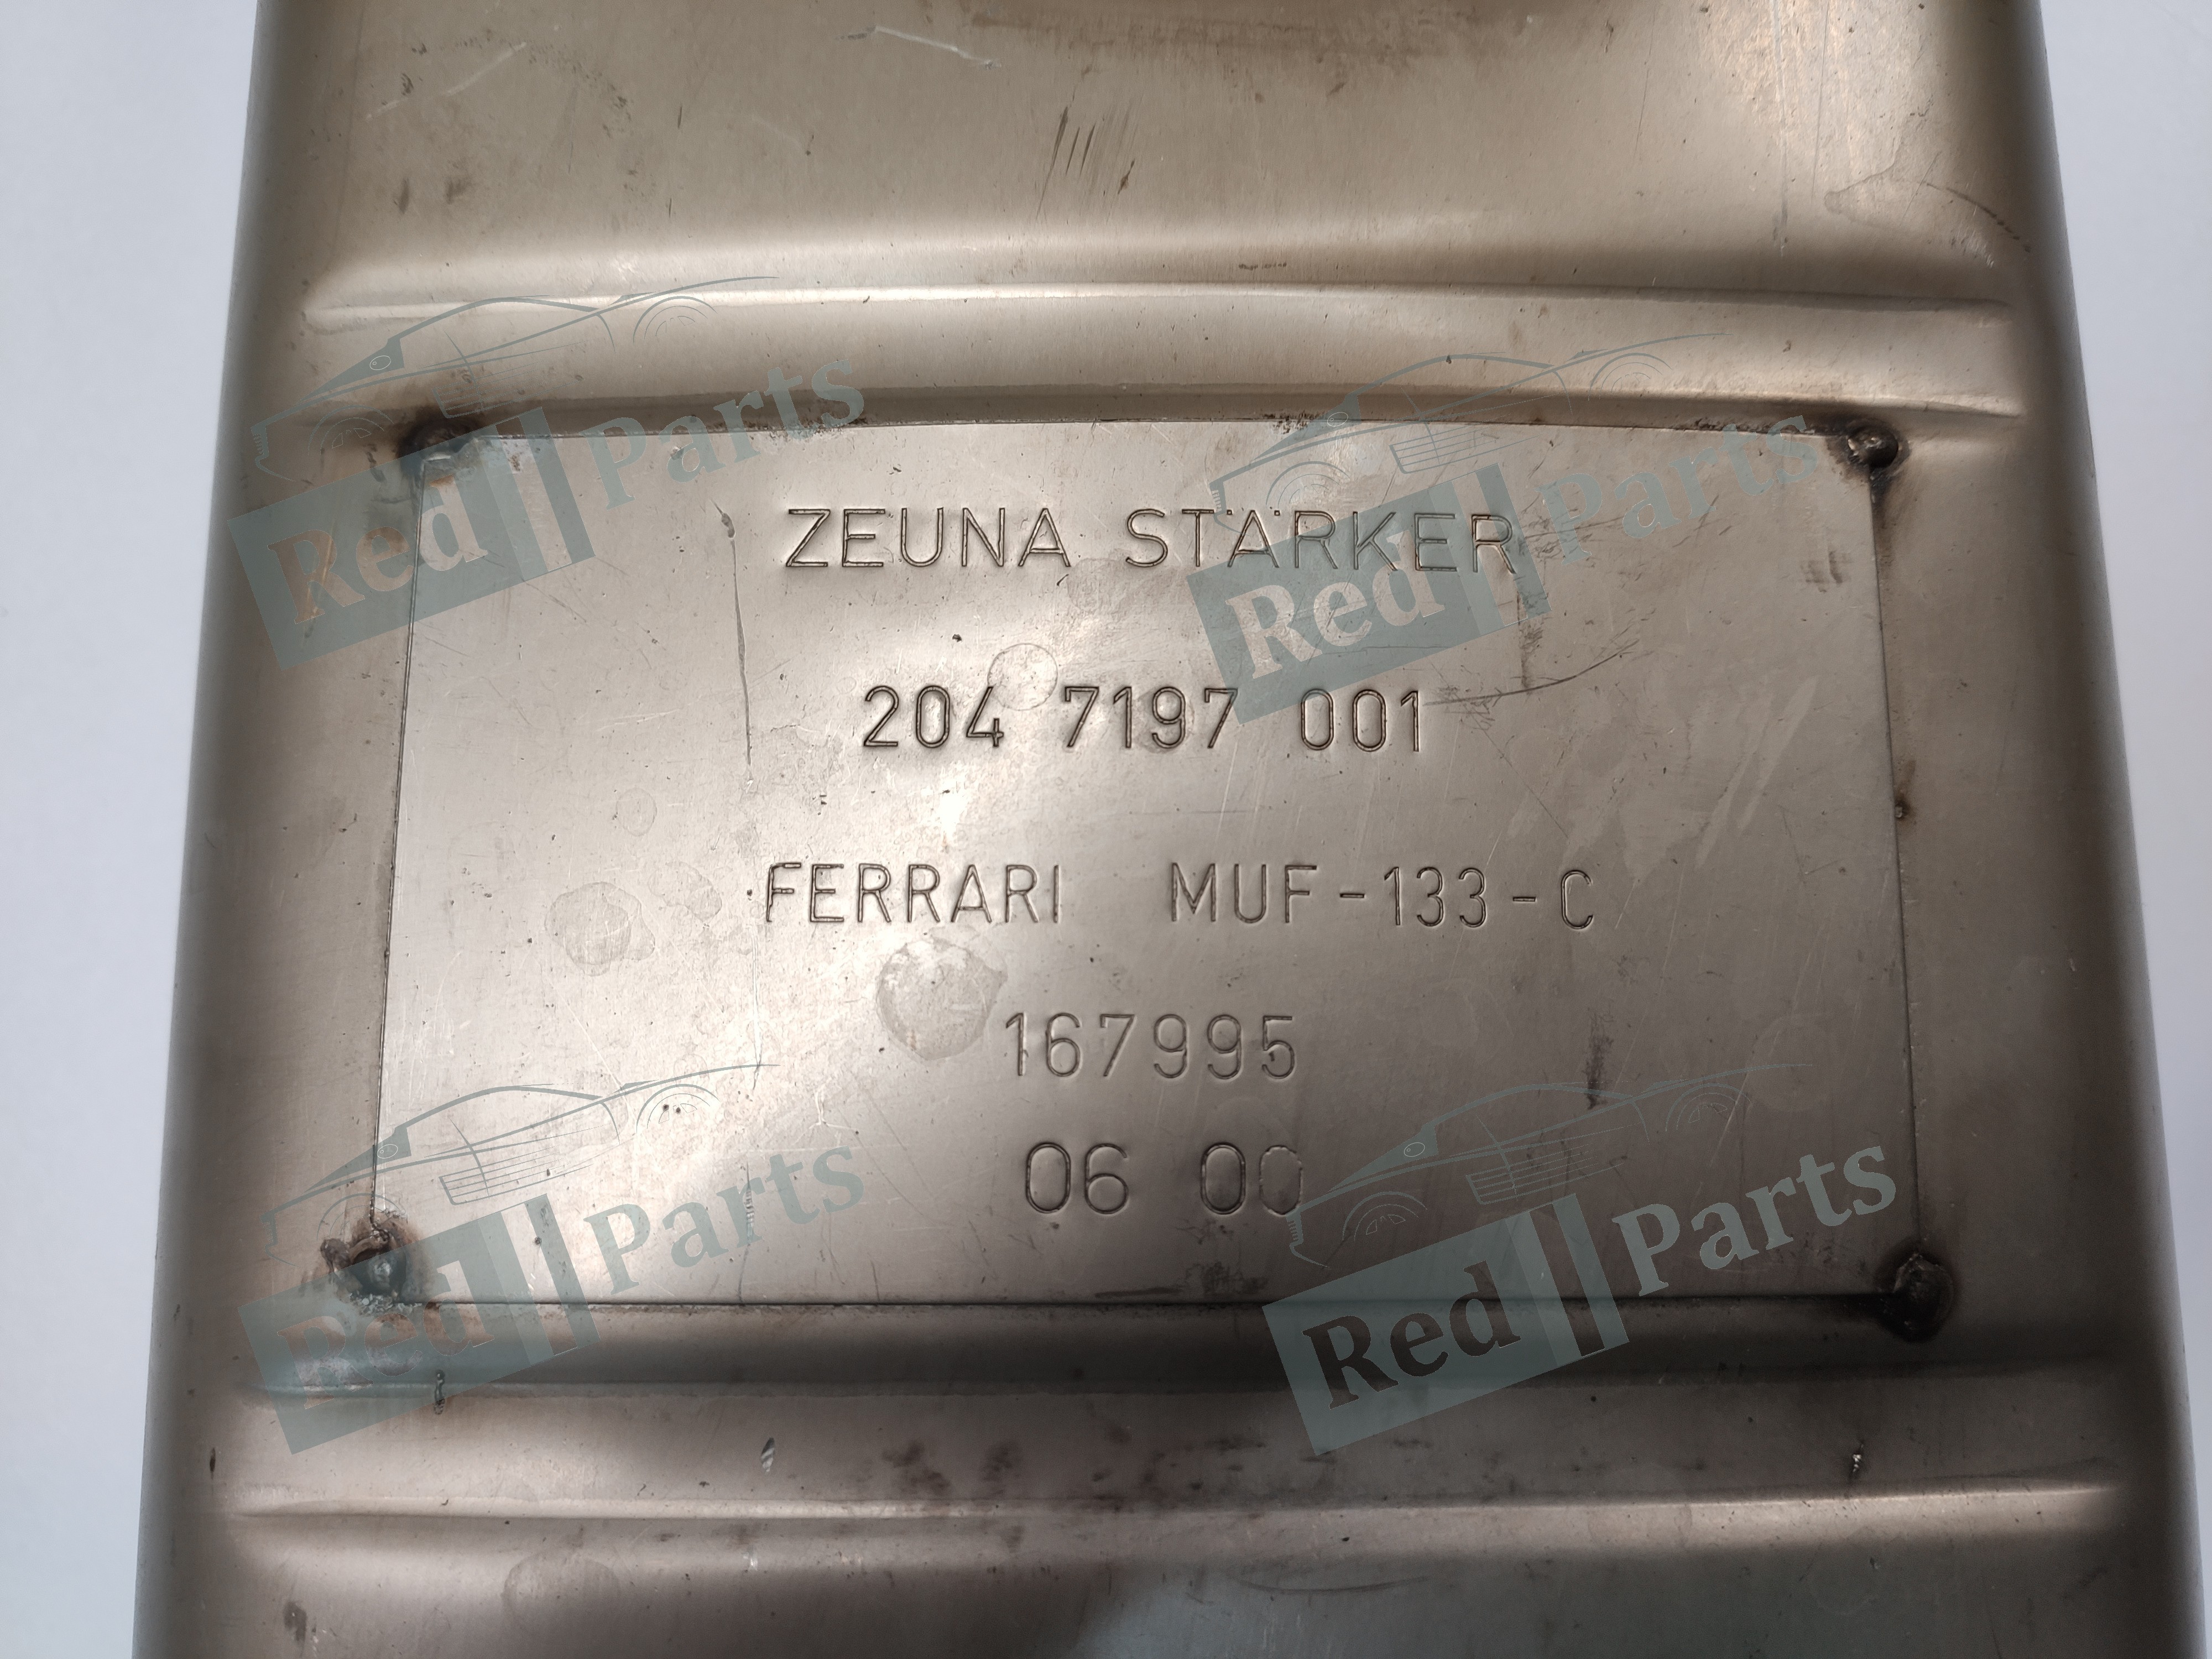 ZEUNA STÄRKER
204 7197 001
FERRARI MUF-133-C
167995
06 00
Red Parts
Red Parts
Red Parts
Red Parts